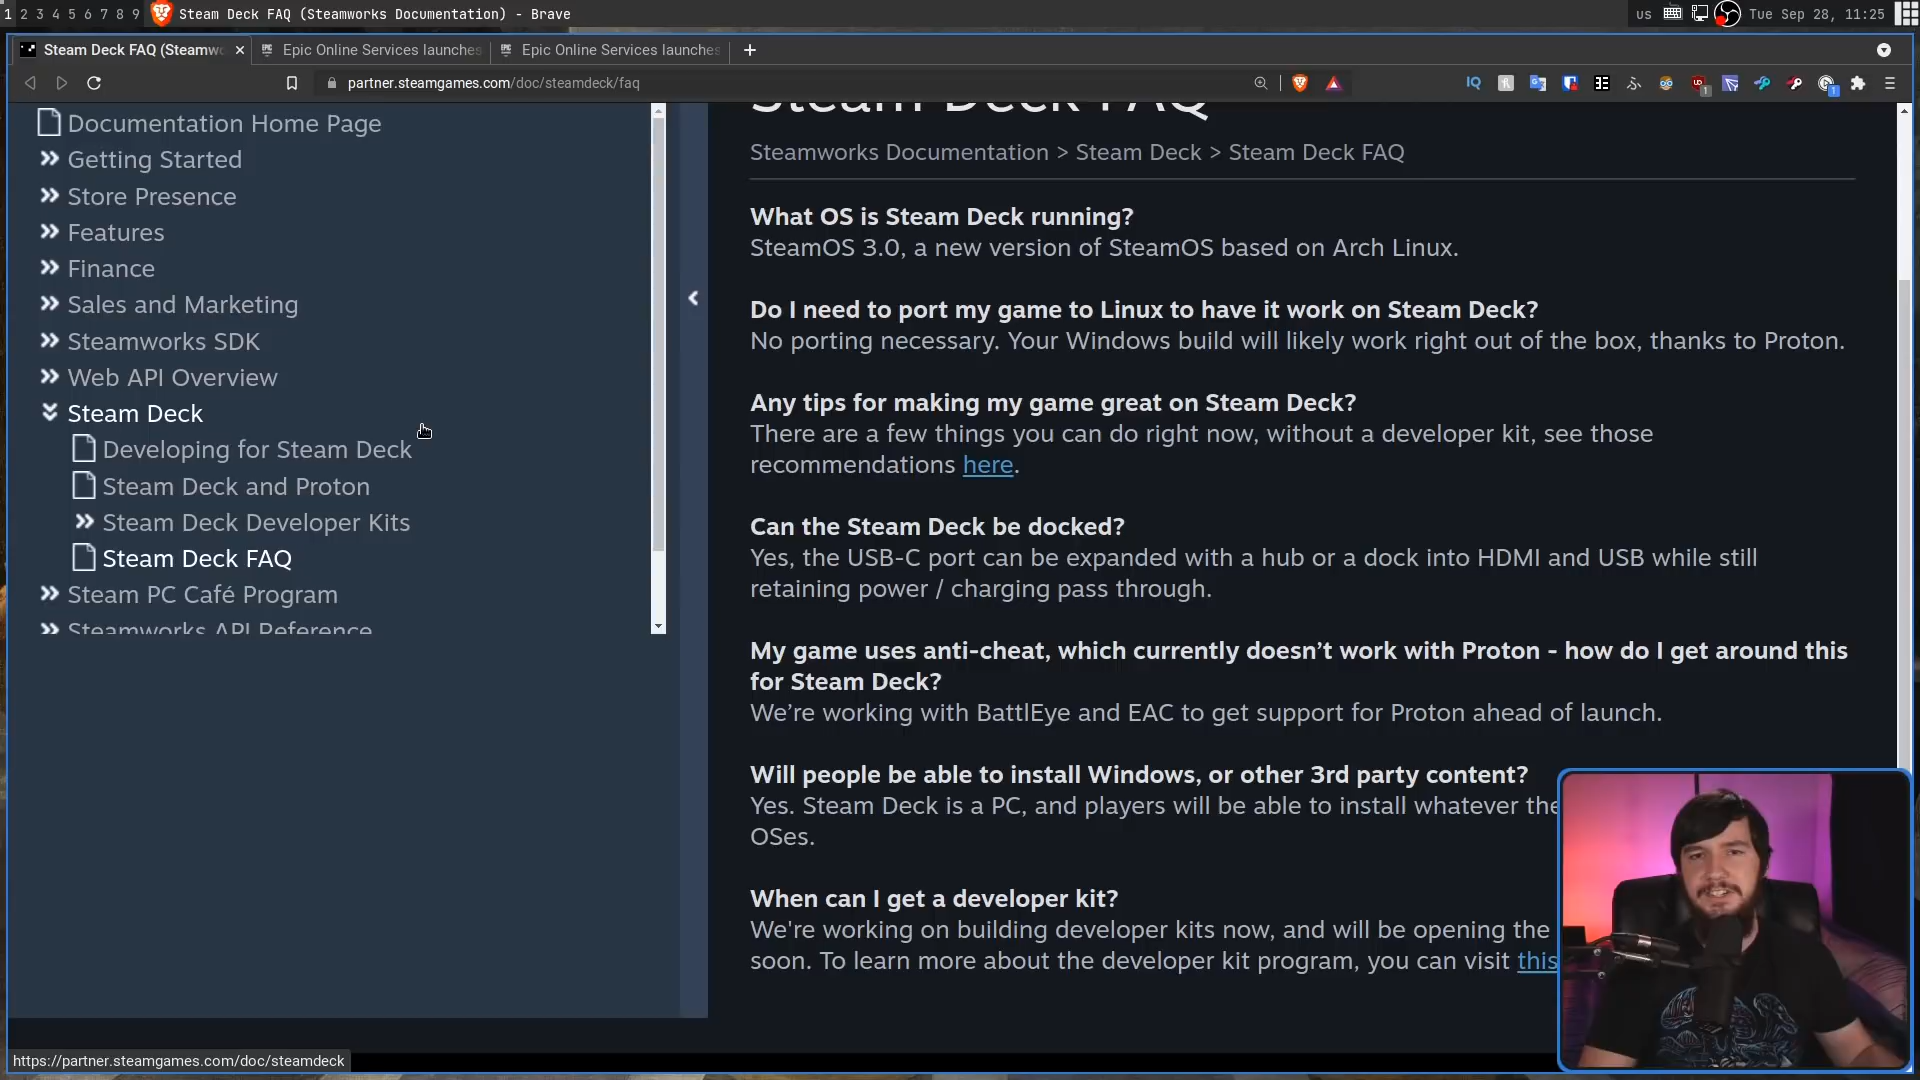 1 2 3 4 5 6 7 8 9 Steam Deck FAQ (Steamworks Documentation) - Brave
us Tue Sep 28, 11:25
Steam Deck FAQ (Steamw
Epic Online Services launches
Epic Online Services launches
partner.steamgames.com/doc/steamdeck/faq
Documentation Home Page
Getting Started
Store Presence
Features
Finance
Sales and Marketing
Steamworks SDK
Web API Overview
Steam Deck
Developing for Steam Deck
Steam Deck and Proton
Steam Deck Developer Kits
Steam Deck FAQ
Steam PC Café Program
Steamworks API Reference
Steam Deck FAQ
Steamworks Documentation > Steam Deck > Steam Deck FAQ
What OS is Steam Deck running?
SteamOS 3.0, a new version of SteamOS based on Arch Linux.
Do I need to port my game to Linux to have it work on Steam Deck?
No porting necessary. Your Windows build will likely work right out of the box, thanks to Proton.
Any tips for making my game great on Steam Deck?
There are a few things you can do right now, without a developer kit, see those
recommendations here.
Can the Steam Deck be docked?
Yes, the USB-C port can be expanded with a hub or a dock into HDMI and USB while still
retaining power / charging pass through.
My game uses anti-cheat, which currently doesn’t work with Proton - how do I get around this
for Steam Deck?
We’re working with BattlEye and EAC to get support for Proton ahead of launch.
Will people be able to install Windows, or other 3rd party content?
Yes. Steam Deck is a PC, and players will be able to install whatever the
OSes.
When can I get a developer kit?
We're working on building developer kits now, and will be opening the
soon. To learn more about the developer kit program, you can visit this
https://partner.steamgames.com/doc/steamdeck